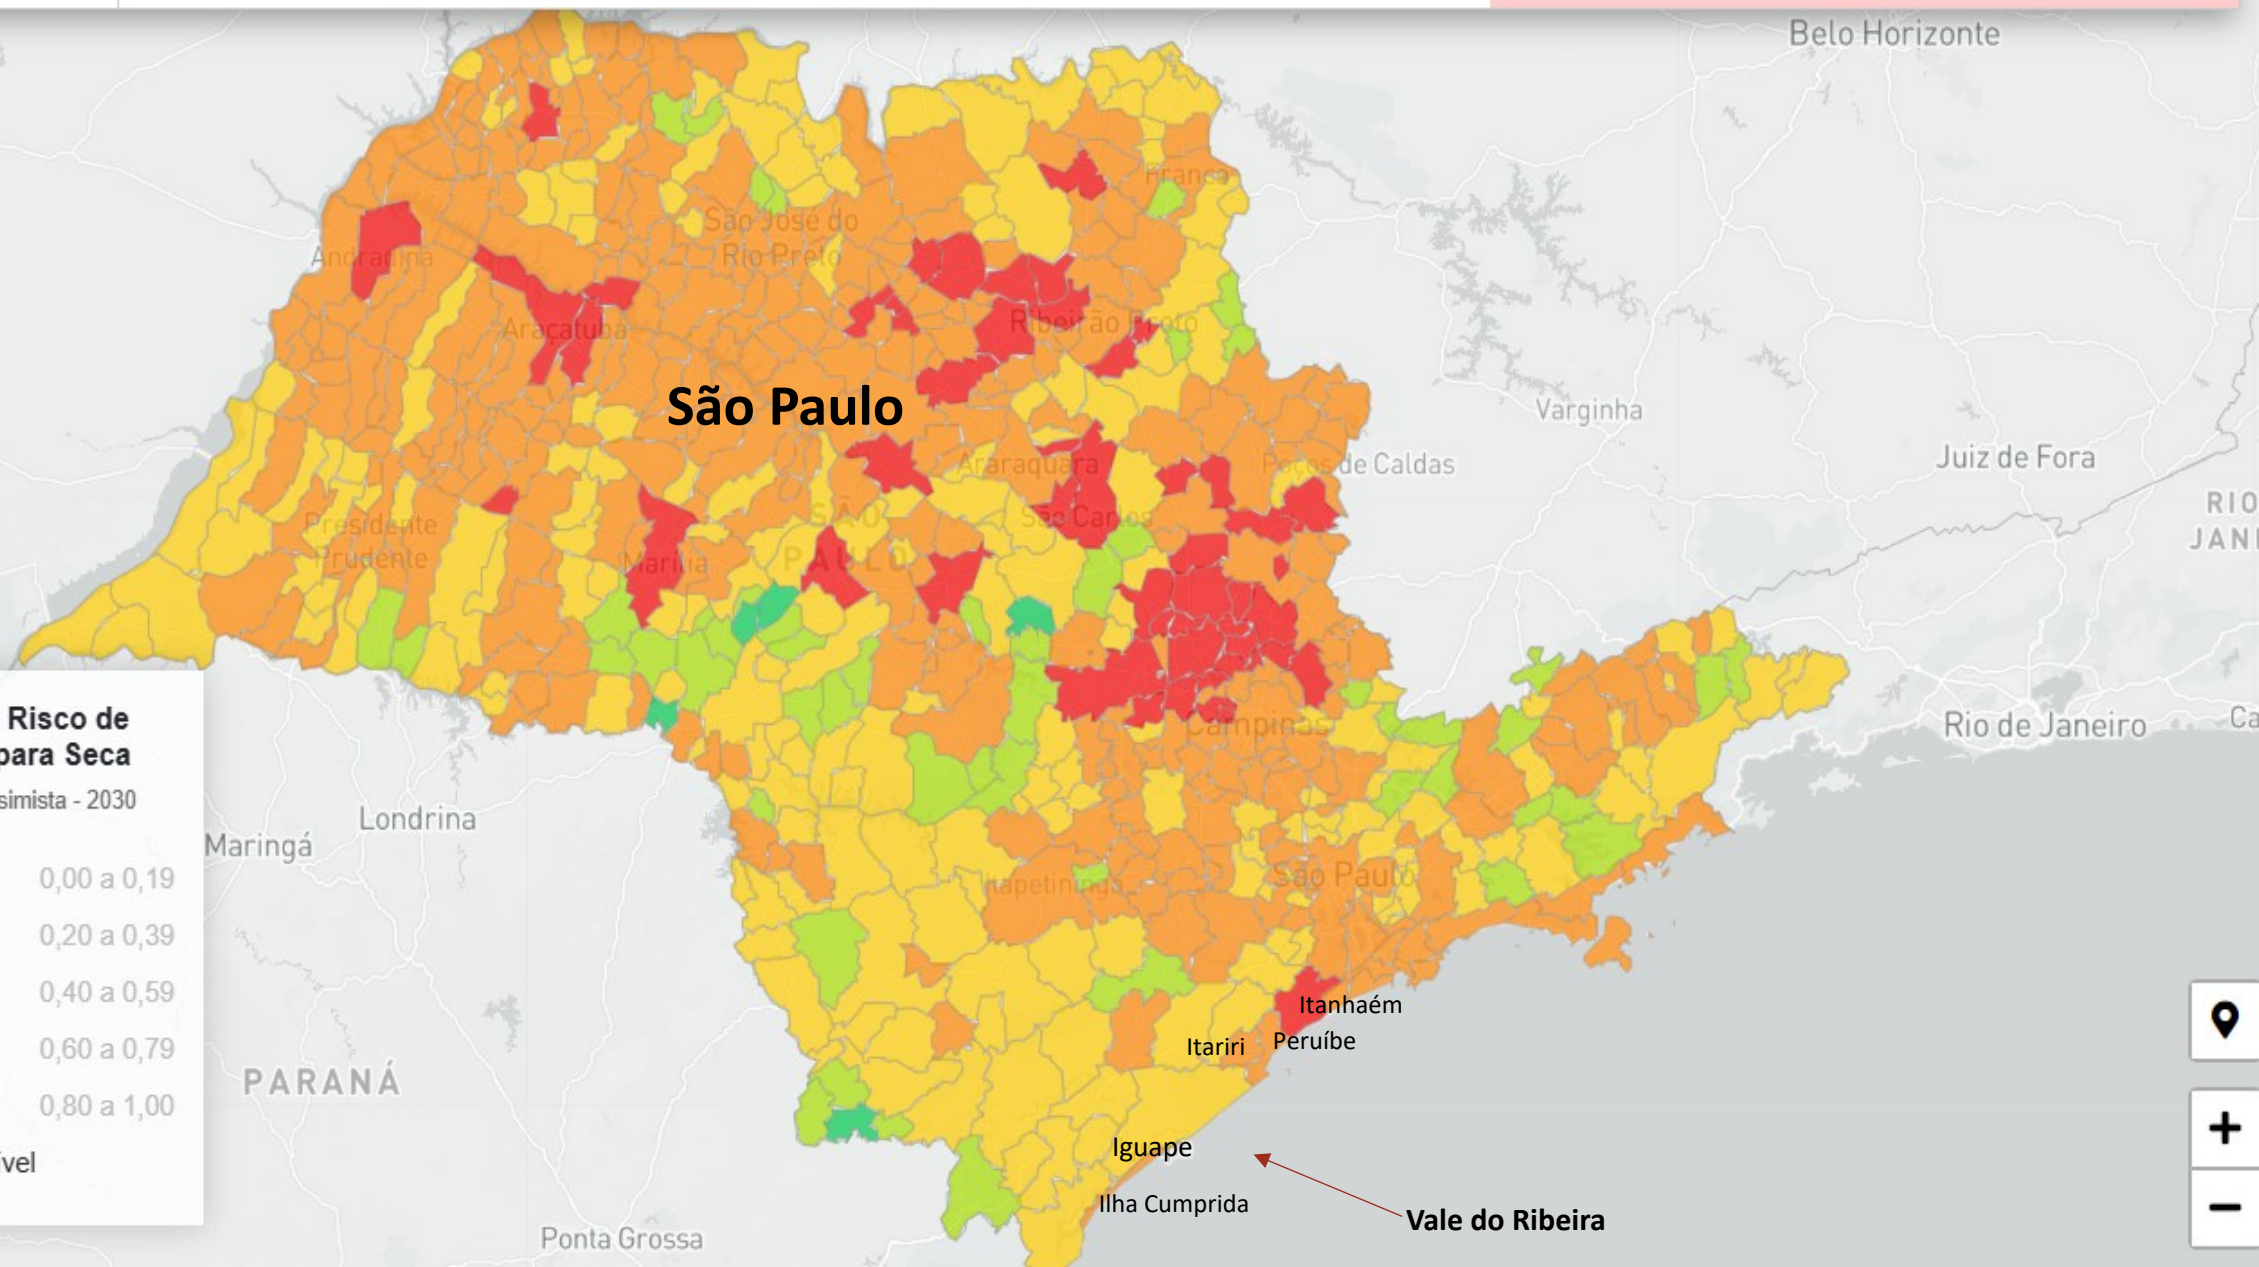 Belo Horizonte
Franca
São José do
Rio Preto
Andradina
Ribeirão Preto
Araçatuba
São Paulo
Varginha
Araraquara
Poços de Caldas
Juiz de Fora
RIO
JANE
SÃO
PAULO
São Carlos
Presidente
Prudente
Marília
Risco de
para Seca
simista - 2030
0,00 a 0,19
0,20 a 0,39
0,40 a 0,59
0,60 a 0,79
0,80 a 1,00
vel
Campinas
Rio de Janeiro
Ca
Londrina
Maringá
Itapetininga
São Paulo
Itanhaém
Itariri
Peruíbe
PARANÁ
Iguape
Ilha Cumprida
Vale do Ribeira
Ponta Grossa
+
−